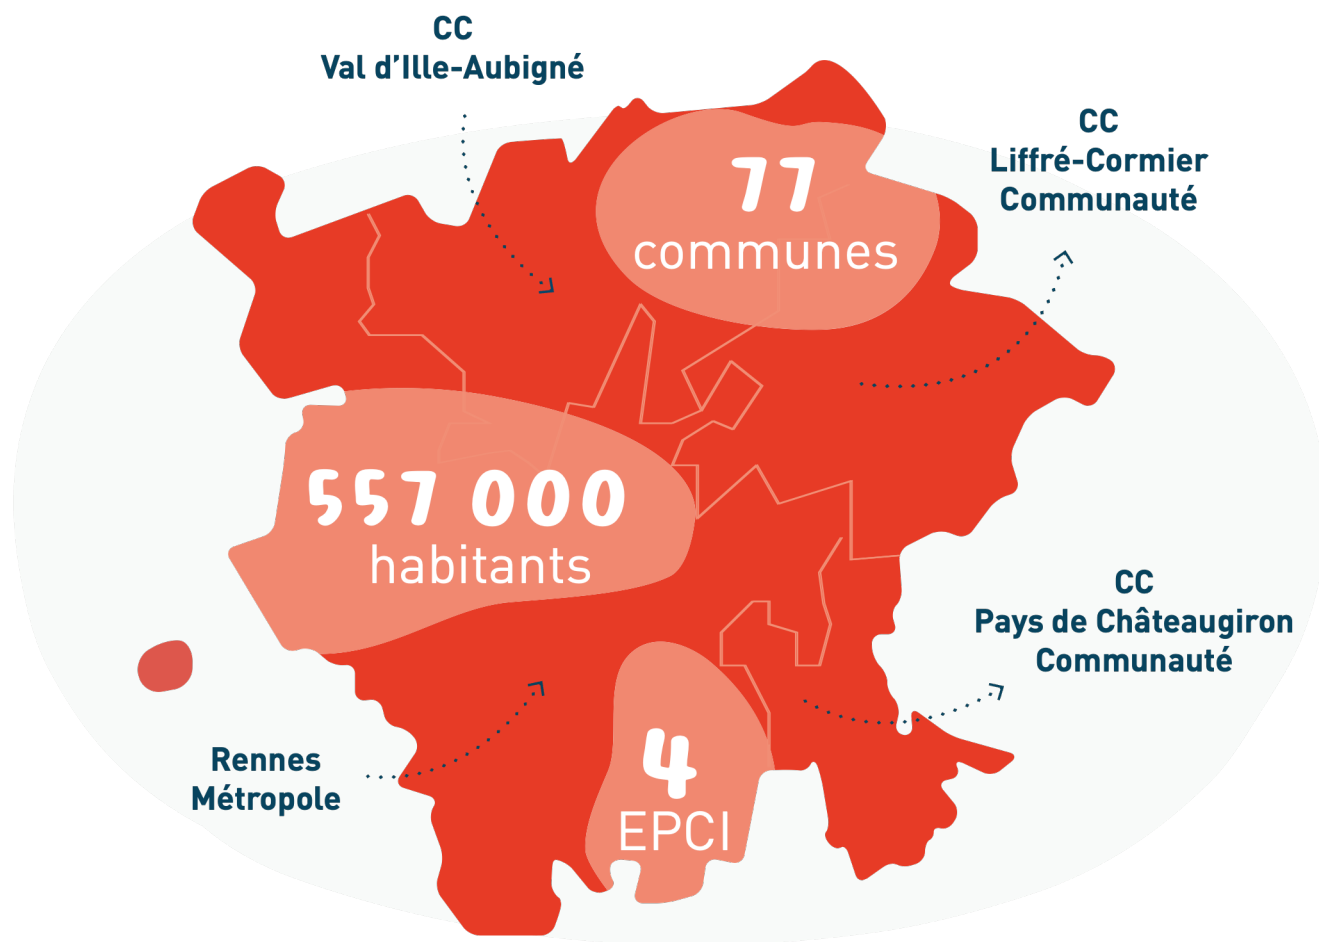 CC
Val d'Ille-Aubigné
CC
Liffré-Cormier
Communauté
77
communes
557 000
habitants
CC
Pays de Châteaugiron
Communauté
Rennes
Métropole
4
EPCI